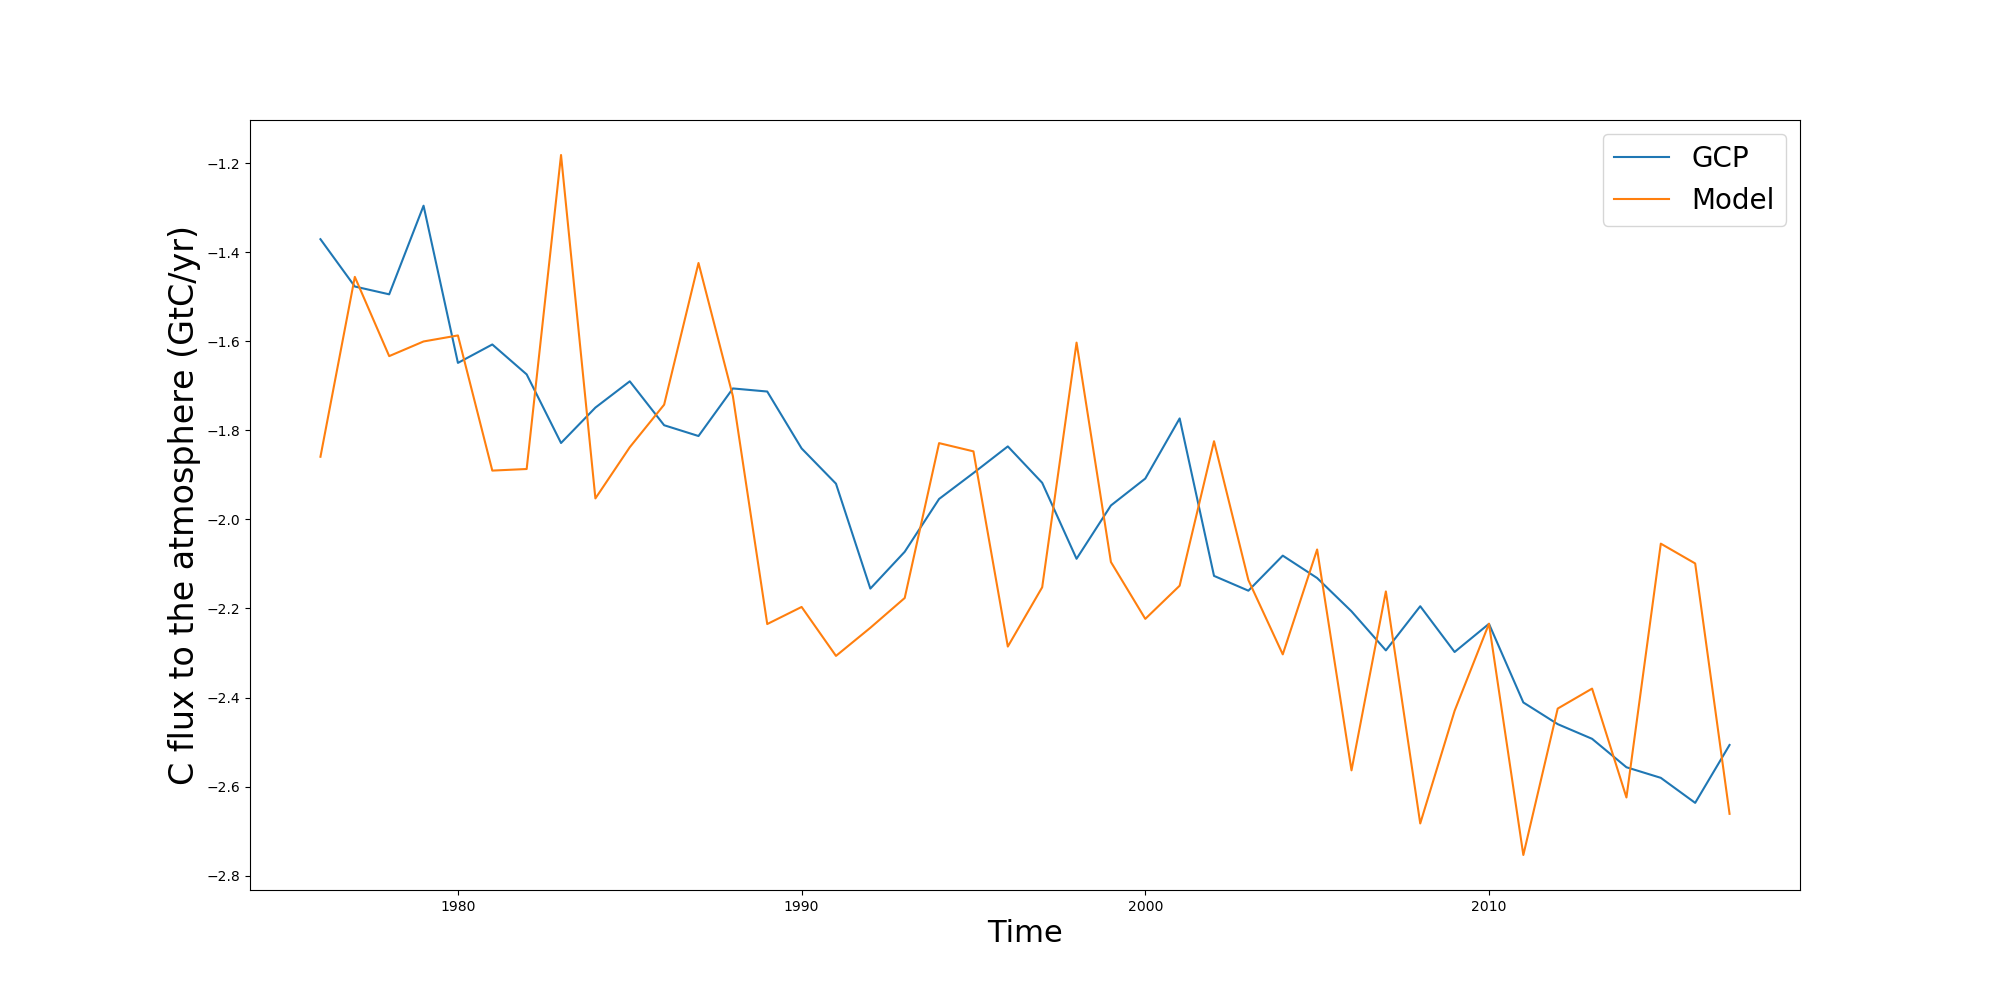 GCP
Model
−1.2
−1.4
−1.6
−1.8
−2.0
−2.2
−2.4
−2.6
−2.8
C flux to the atmosphere (GtC/yr)
1980 1990 2000 2010
Time